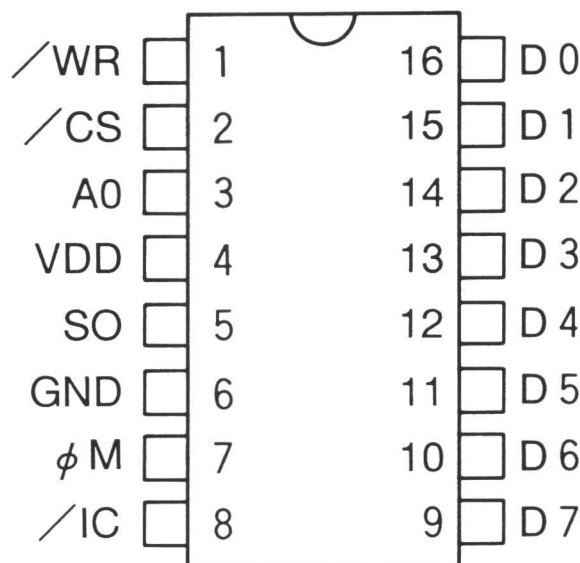 /WR 1 16 D0
/CS 2 15 D1
A0 3 14 D2
VDD 4 13 D3
SO 5 12 D4
GND 6 11 D5
φM 7 10 D6
/IC 8 9 D7